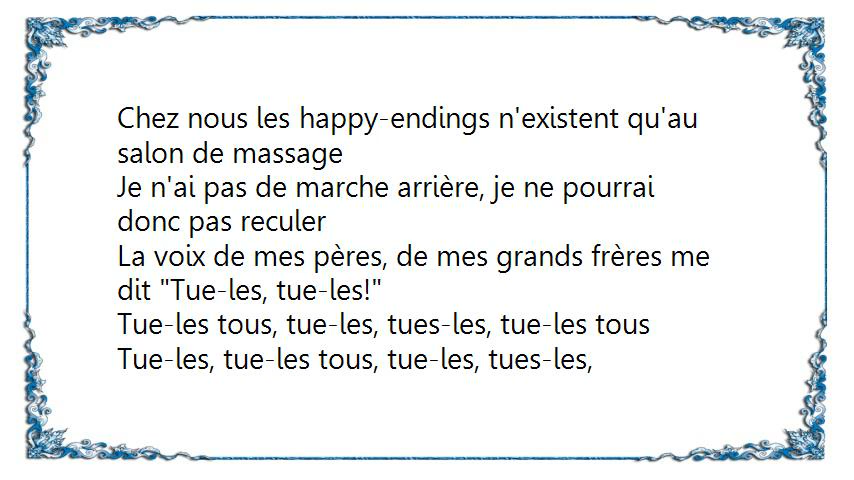 Chez nous les happy-endings n'existent qu'au
salon de massage
Je n'ai pas de marche arrière, je ne pourrai
donc pas reculer
La voix de mes pères, de mes grands frères me
dit "Tue-les, tue-les!"
Tue-les tous, tue-les, tues-les, tue-les tous
Tue-les, tue-les tous, tue-les, tues-les,